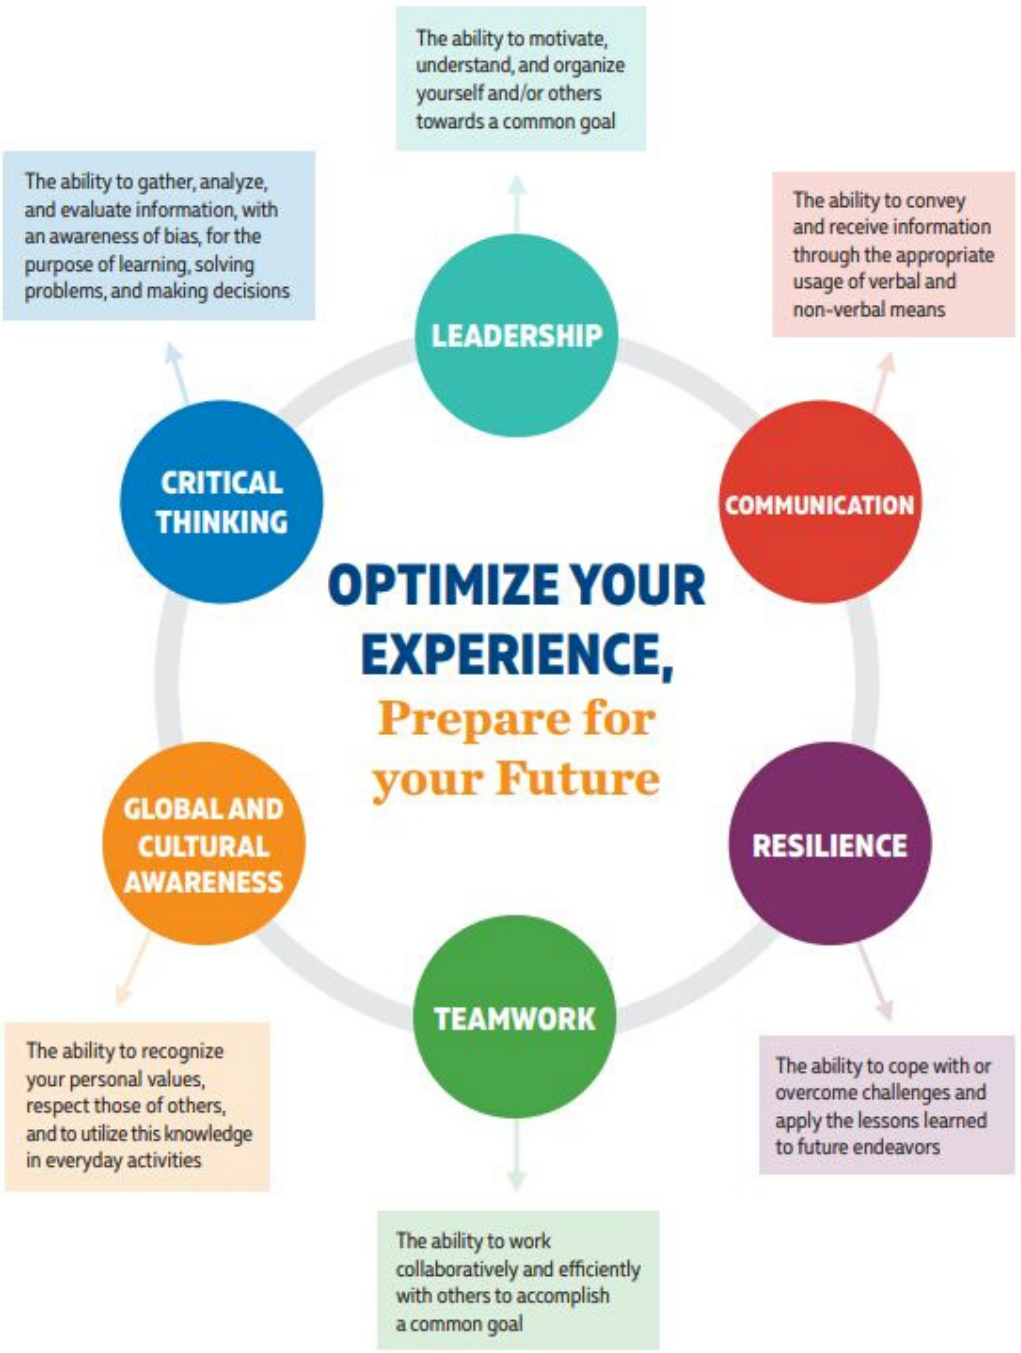 The ability to motivate,
understand, and organize
yourself and/or others
towards a common goal
The ability to gather, analyze,
and evaluate information, with
an awareness of bias, for the
purpose of learning, solving
problems, and making decisions
The ability to convey
and receive information
through the appropriate
usage of verbal and
non-verbal means
LEADERSHIP
CRITICAL
THINKING
COMMUNICATION
OPTIMIZE YOUR
EXPERIENCE,
Prepare for
your Future
GLOBAL AND
CULTURAL
AWARENESS
RESILIENCE
TEAMWORK
The ability to recognize
your personal values,
respect those of others,
and to utilize this knowledge
in everyday activities
The ability to cope with or
overcome challenges and
apply the lessons learned
to future endeavors
The ability to work
collaboratively and efficiently
with others to accomplish
a common goal